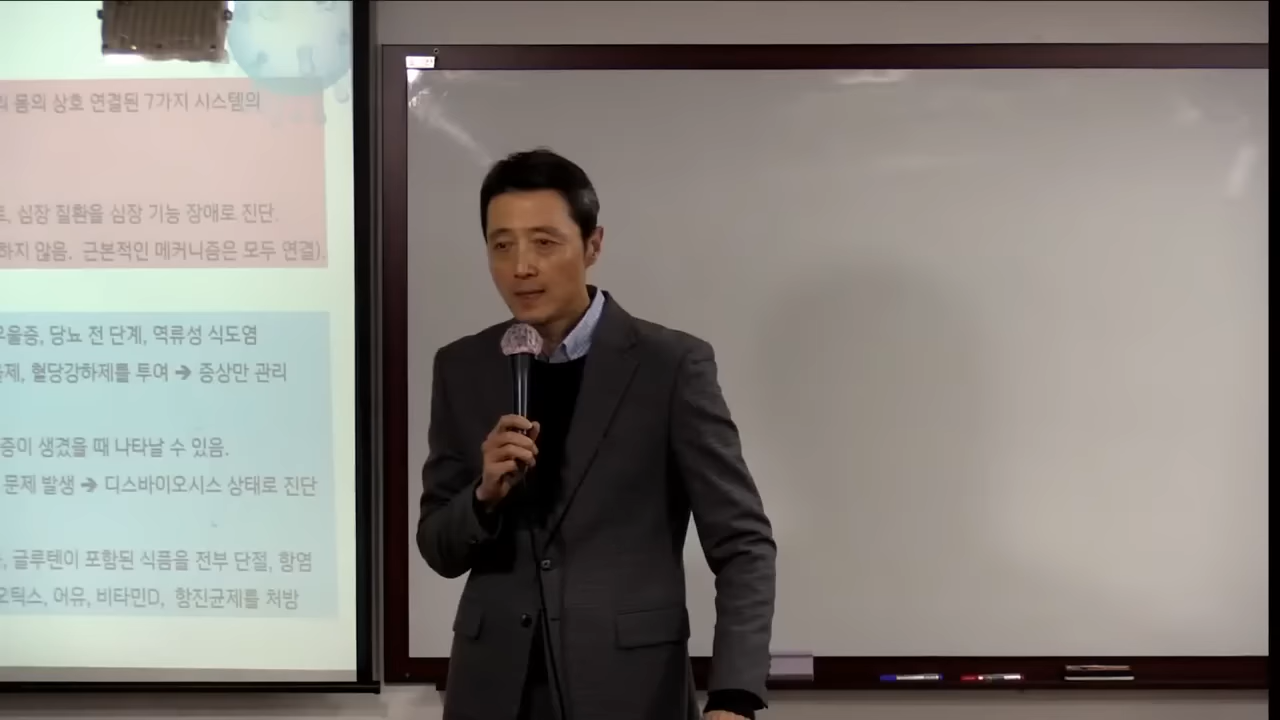 몸의 상호 연결된 7가지 시스템의
심장 질환을 심장 기능 장애로 진단.
하지 않음. 근본적인 메커니즘은 모두 연결).
우울증, 당뇨 전 단계, 역류성 식도염
혈당강하제를 투여 → 증상만 관리
증이 생겼을 때 나타날 수 있음.
문제 발생 → 디스바이오시스 상태로 진단
글루텐이 포함된 식품을 전부 단절, 항염
오틱스, 어유, 비타민D, 항진균제를 처방